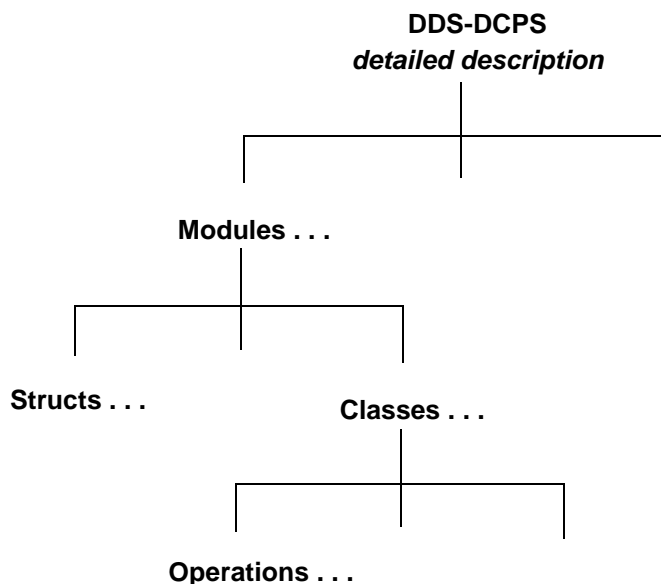 DDS-DCPS
detailed description
Modules . . .
Structs . . .
Classes . . .
Operations . . .